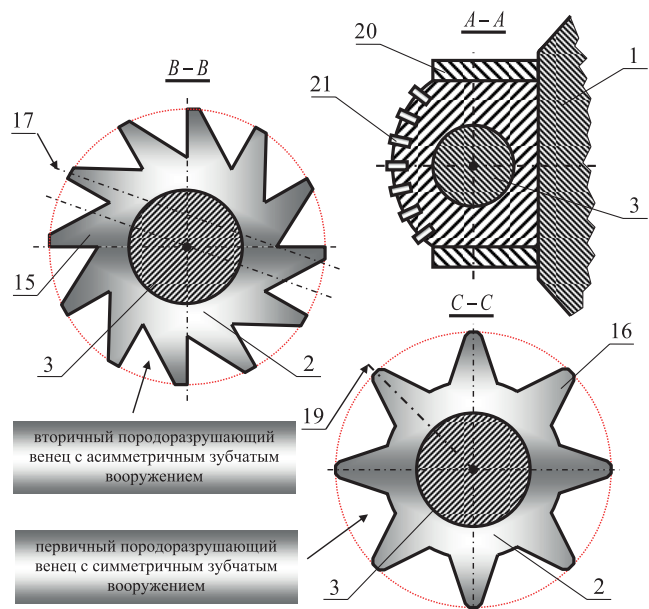 A–A
20
1
B–B
21
17
3
15
C–C
16
3
2
19
вторичный породоразрушающий
венец с асимметричным зубчатым
вооружением
первичный породоразрушающий
венец с симметричным зубчатым
вооружением
3
2